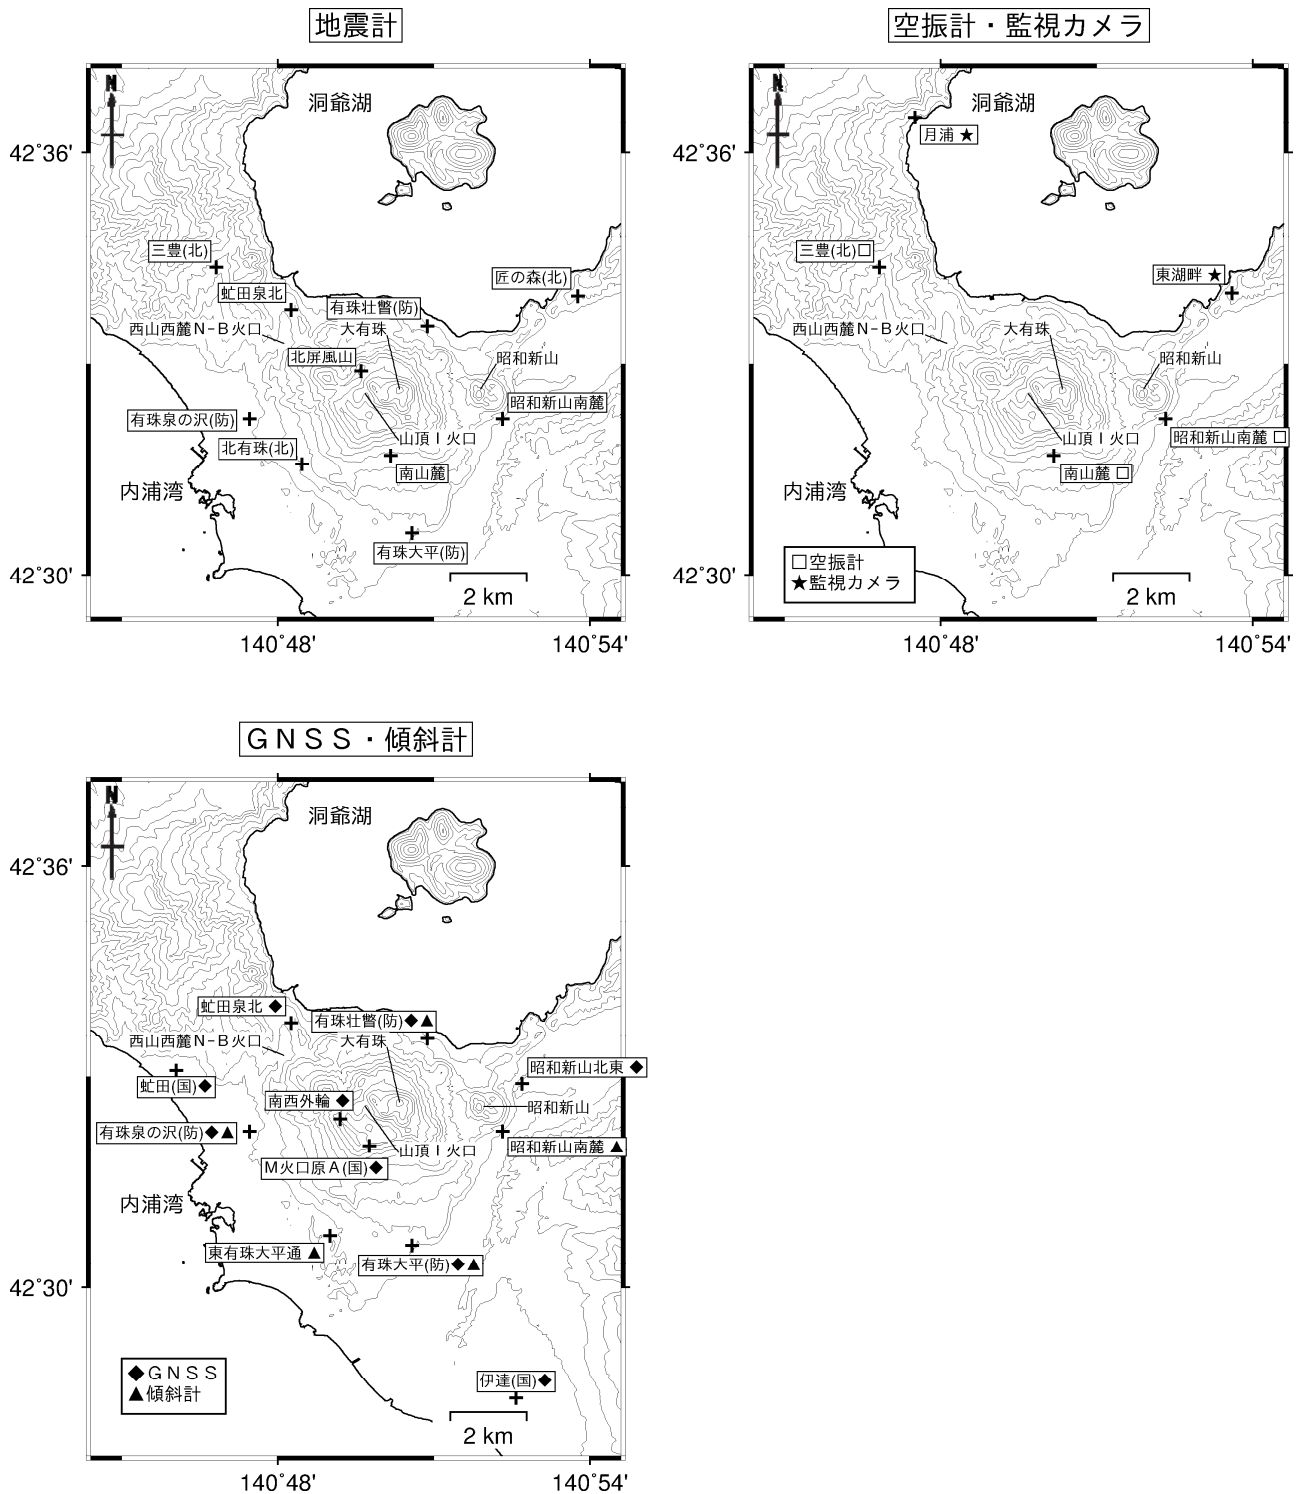 地震計
N
洞爺湖
42°36'
三豊(北)
匠の森(北)
虻田泉北
有珠壮瞥(防)
西山西麓N-B火口
大有珠
北屏風山
昭和新山
昭和新山南麓
有珠泉の沢(防)
山頂Ｉ火口
北有珠(北)
南山麓
内浦湾
有珠大平(防)
42°30'
2 km
140°48'
140°54'
空振計・監視カメラ
N
洞爺湖
月浦 ★
42°36'
三豊(北)□
東湖畔 ★
西山西麓N-B火口
大有珠
昭和新山
山頂Ｉ火口
昭和新山南麓 □
南山麓 □
内浦湾
□空振計
★監視カメラ
42°30'
2 km
140°48'
140°54'
ＧＮＳＳ・傾斜計
N
洞爺湖
42°36'
虻田泉北 ◆
有珠壮瞥(防)◆▲
西山西麓N-B火口
大有珠
昭和新山北東 ◆
虻田(国)◆
南西外輪 ◆
昭和新山
有珠泉の沢(防)◆▲
昭和新山南麓 ▲
山頂Ｉ火口
Ｍ火口原Ａ(国)◆
内浦湾
東有珠大平通 ▲
有珠大平(防)◆▲
42°30'
◆ＧＮＳＳ
▲傾斜計
伊達(国)◆
2 km
140°48'
140°54'